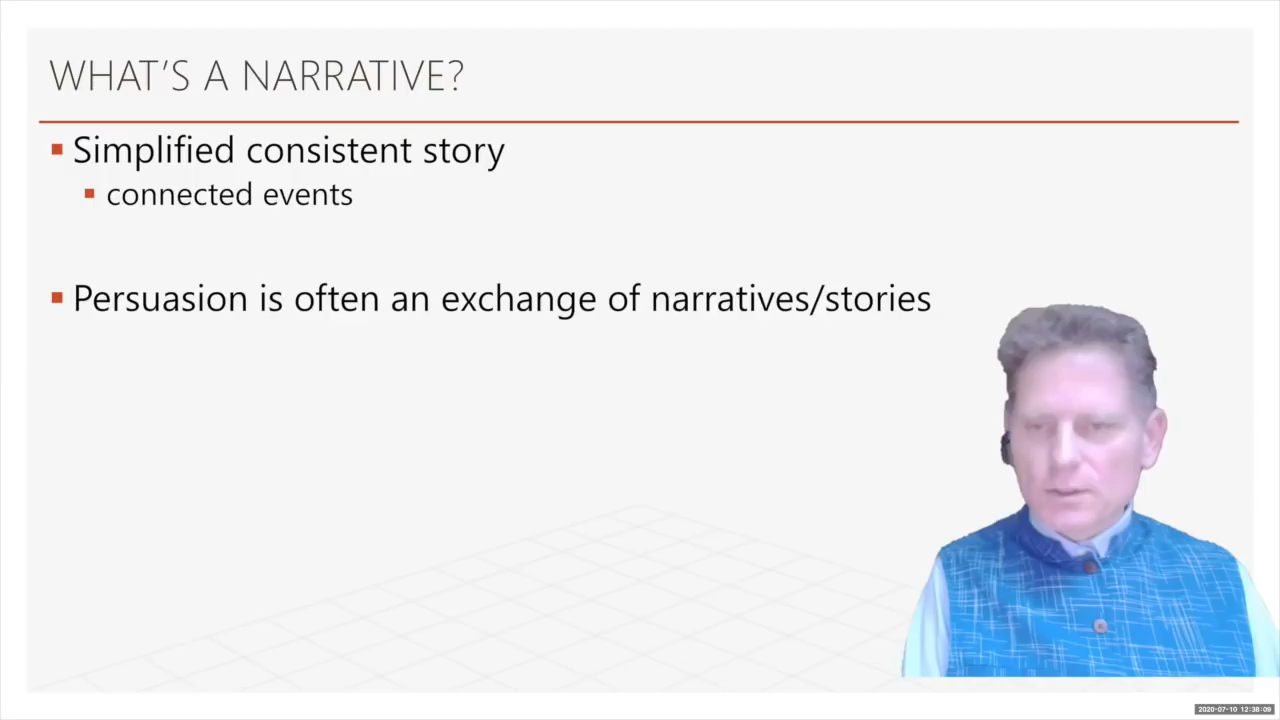 WHAT'S A NARRATIVE?
Simplified consistent story
connected events
Persuasion is often an exchange of narratives/stories
2020-07-10 12:38:09